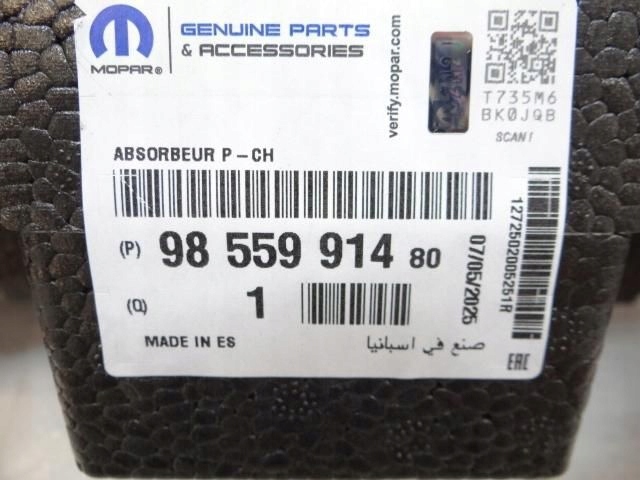 MOPAR®
GENUINE PARTS
& ACCESSORIES
verify.mopar.com
T735M6
BK0JQB
SCAN!
ABSORBEUR P-CH
(P) 98 559 914 80
07/05/2025
1272502005251R
(Q) 1
MADE IN ES
صنع في اسبانيا
EAC